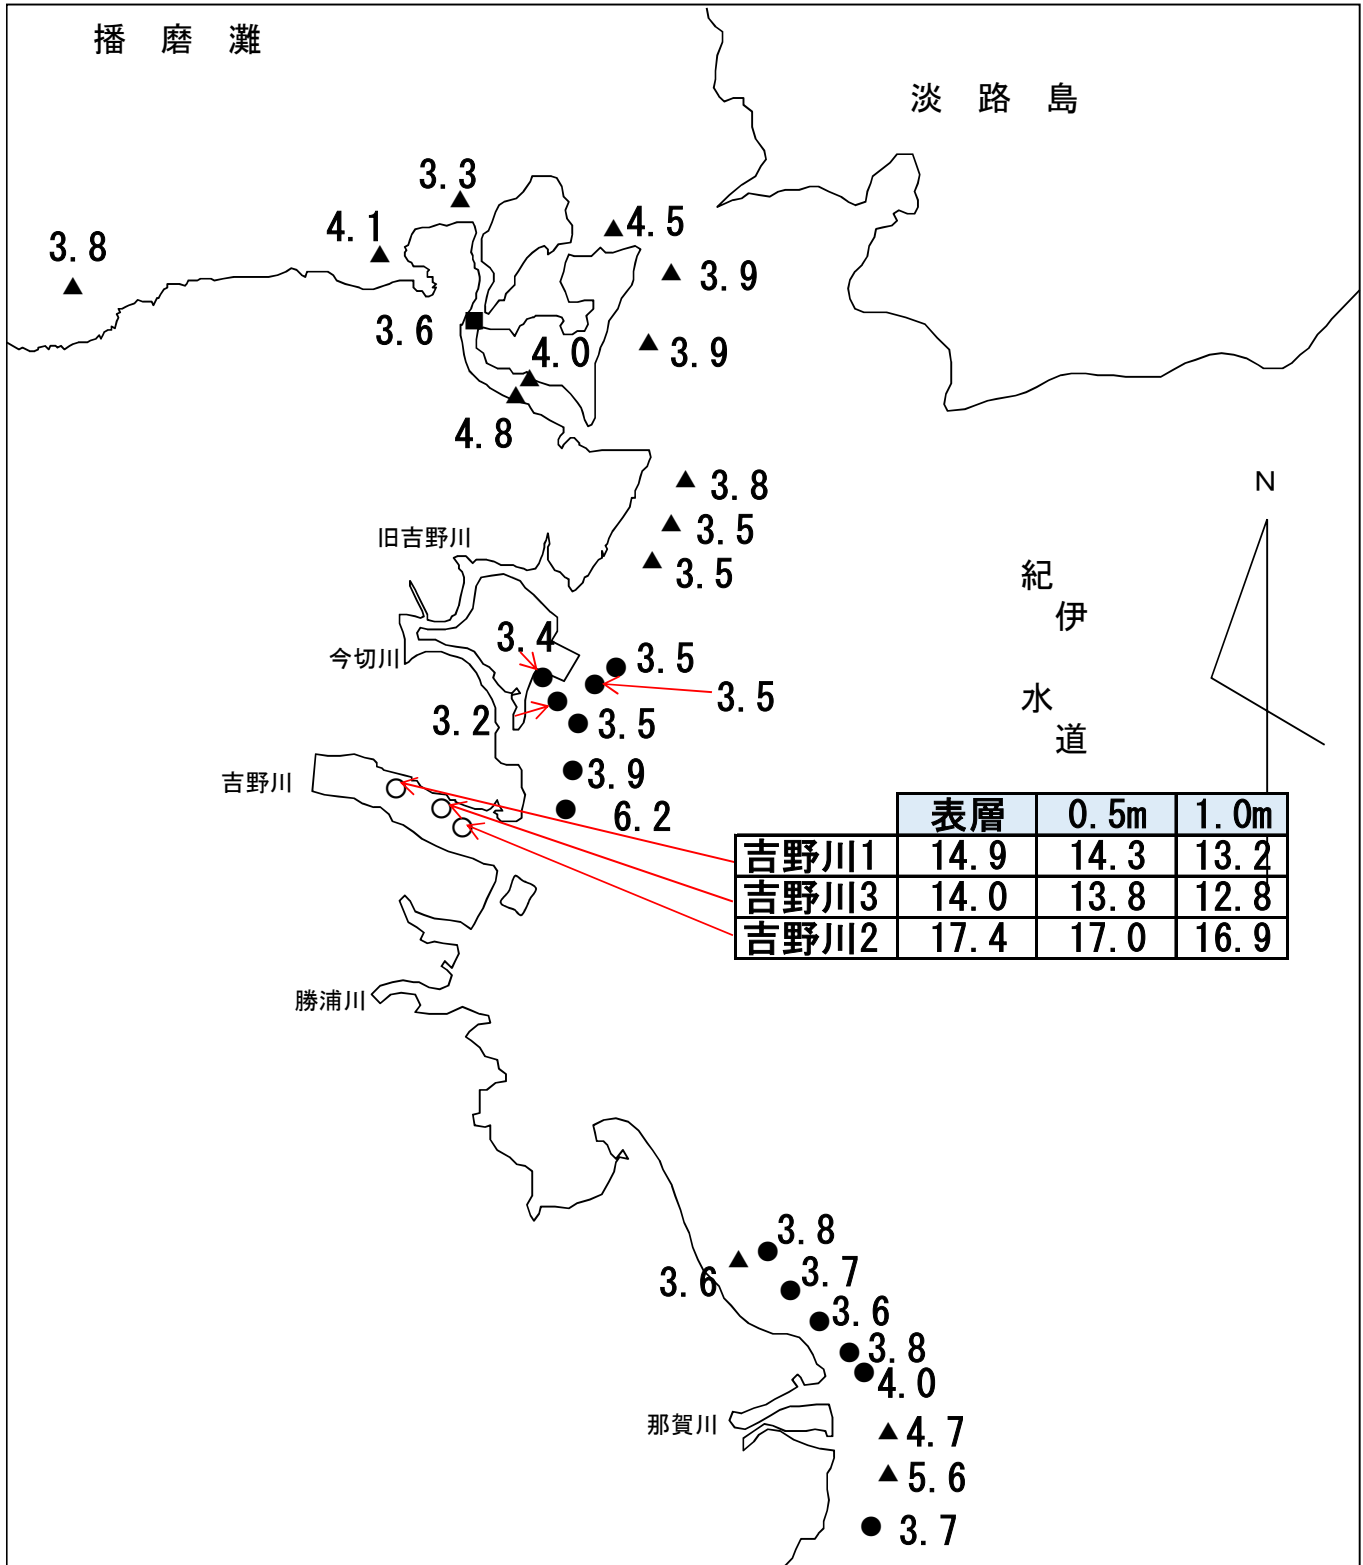 播 磨 灘
淡 路 島
3.3
4.1
4.5
3.8
3.9
3.6
3.9
4.0
4.8
3.8
N
3.5
旧吉野川
3.5
紀
伊
3.4
今切川
3.5
3.5
水
3.2
3.5
道
吉野川
3.9
6.2
表層 0.5m 1.0m
吉野川1 14.9 14.3 13.2
吉野川3 14.0 13.8 12.8
吉野川2 17.4 17.0 16.9
勝浦川
3.8
3.6
3.7
3.6
3.8
4.0
那賀川
4.7
5.6
3.7